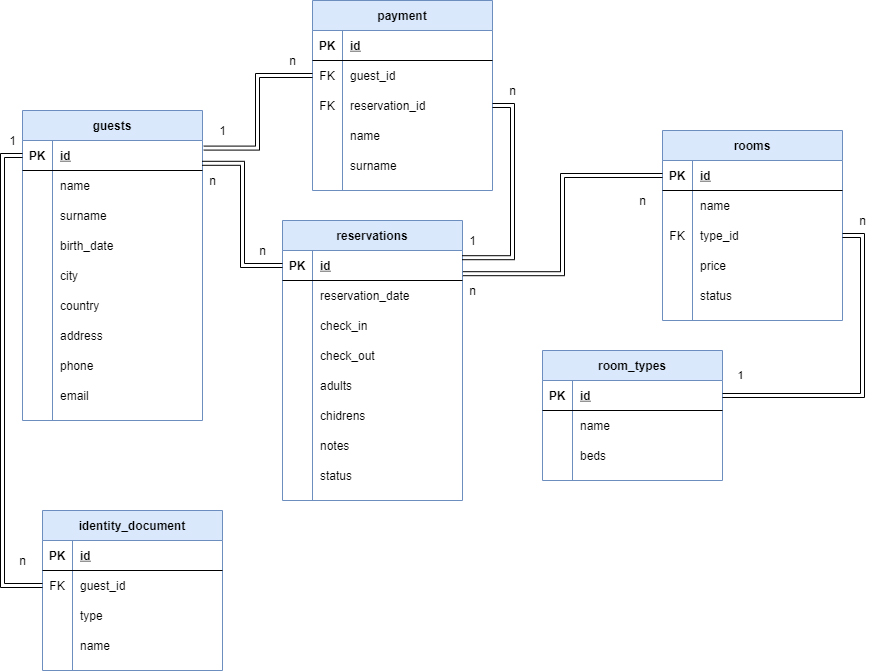 payment
PK id
FK guest_id
FK reservation_id
name
surname
n
n
1
1
guests
PK id
name
surname
birth_date
city
country
address
phone
email
n
n
reservations
PK id
reservation_date
check_in
check_out
adults
chidrens
notes
status
1
n
rooms
PK id
name
FK type_id
price
status
n
n
room_types
PK id
name
beds
1
identity_document
PK id
FK guest_id
type
name
n